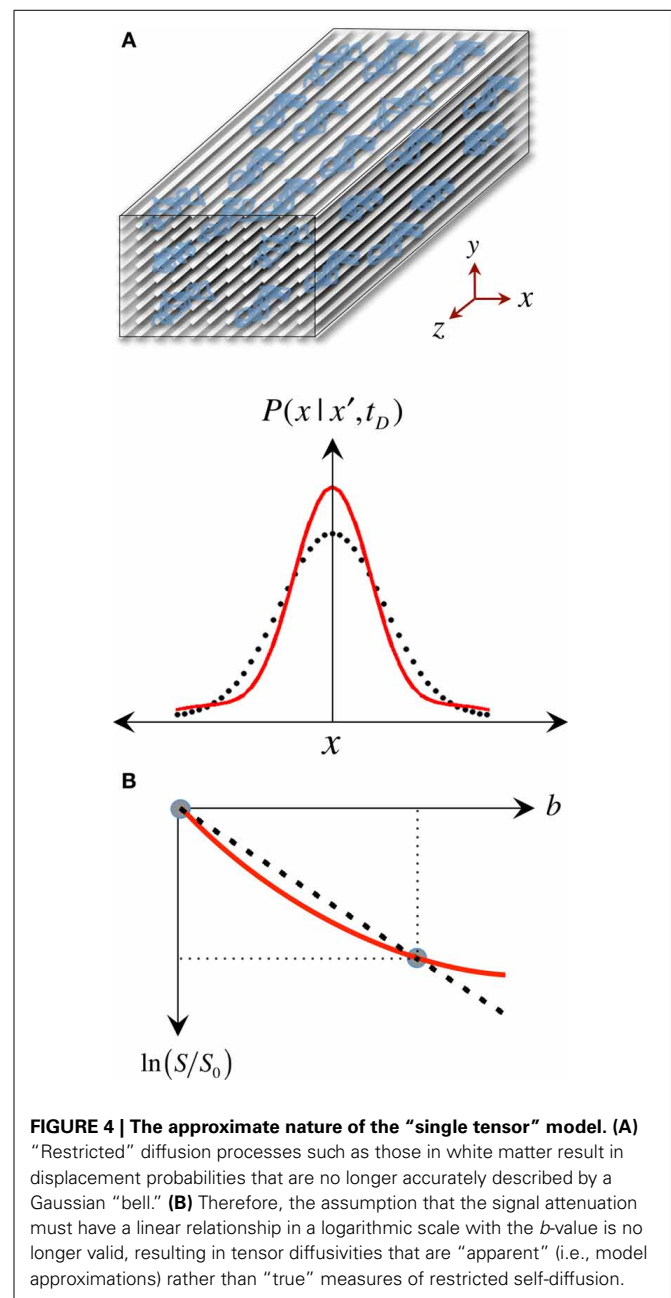 A
y
x
z
P(x | x′, t_D)
x
B
b
ln(S/S₀)
FIGURE 4 | The approximate nature of the “single tensor” model. (A)
“Restricted” diffusion processes such as those in white matter result in
displacement probabilities that are no longer accurately described by a
Gaussian “bell.” (B) Therefore, the assumption that the signal attenuation
must have a linear relationship in a logarithmic scale with the b-value is no
longer valid, resulting in tensor diffusivities that are “apparent” (i.e., model
approximations) rather than “true” measures of restricted self-diffusion.